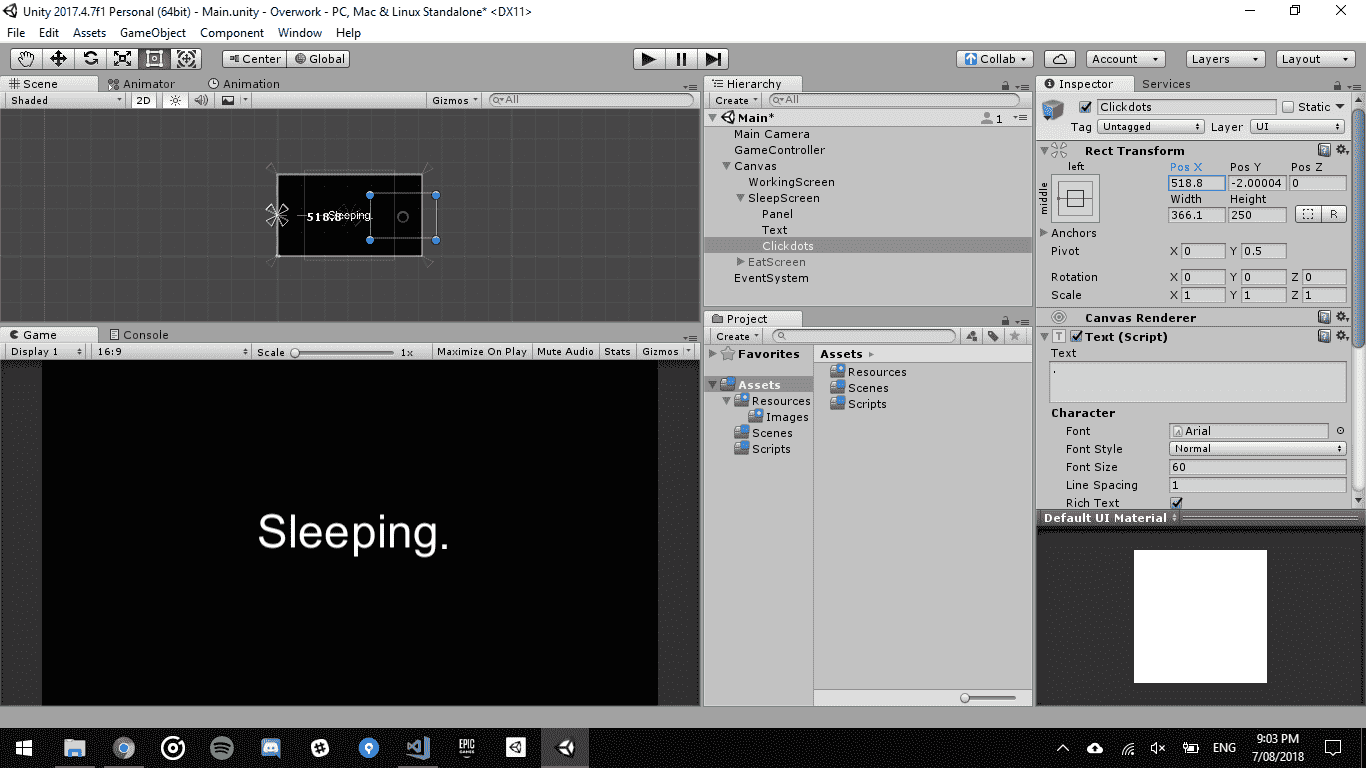 Unity 2017.4.7f1 Personal (64bit) - Main.unity - Overwork - PC, Mac & Linux Standalone* <DX11>
File Edit Assets GameObject Component Window Help
Center Global Collab Account Layers Layout
Scene Animator Animation
Shaded 2D Gizmos All
518.8 Sleeping.
Game Console
Display 1 16:9 Scale 1x Maximize On Play Mute Audio Stats Gizmos
Sleeping.
Hierarchy
Create All
Main* 1
Main Camera
GameController
Canvas
WorkingScreen
SleepScreen
Panel
Text
Clickdots
EatScreen
EventSystem
Project
Create
Favorites
Assets
Resources
Images
Scenes
Scripts
Assets
Resources
Scenes
Scripts
Inspector Services
Clickdots Static
Tag Untagged Layer UI
Rect Transform
left Pos X Pos Y Pos Z
middle 518.8 -2.00004 0
Width Height
366.1 250 R
Anchors
Pivot X 0 Y 0.5
Rotation X 0 Y 0 Z 0
Scale X 1 Y 1 Z 1
Canvas Renderer
Text (Script)
Text
.
Character
Font Arial
Font Style Normal
Font Size 60
Line Spacing 1
Rich Text
Default UI Material
EPIC GAMES
ENG
9:03 PM
7/08/2018